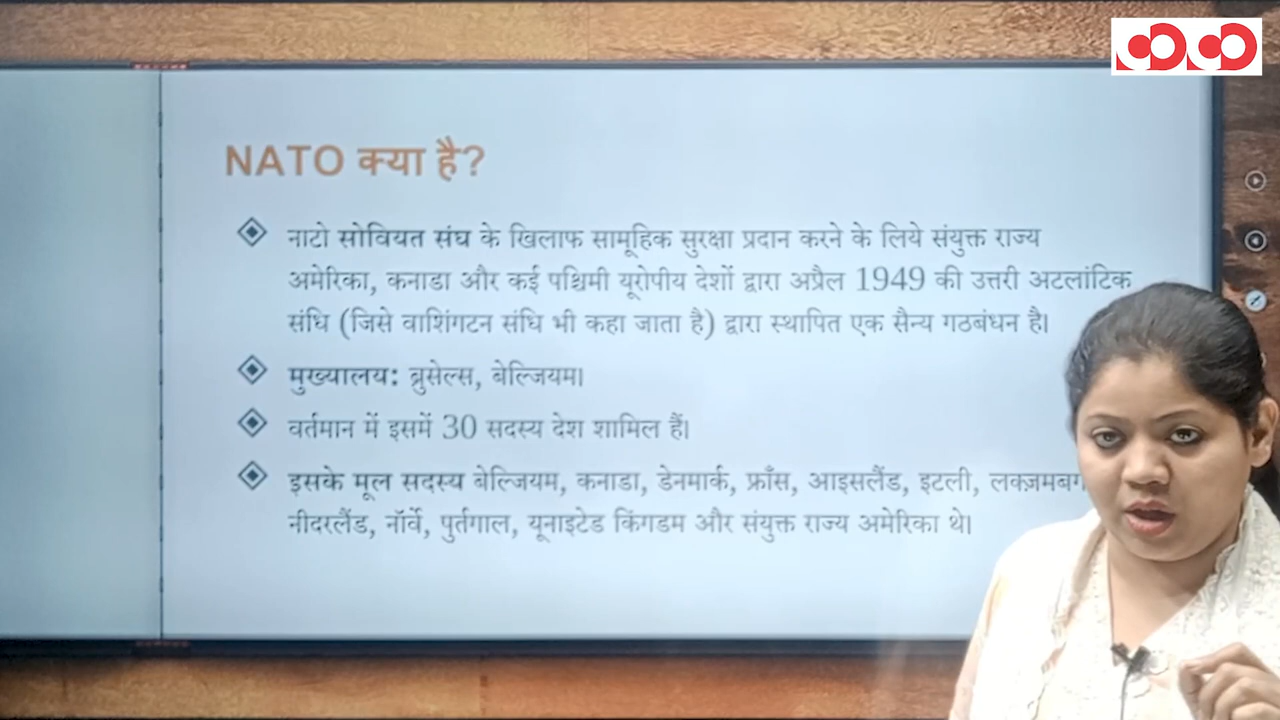 NATO क्या है?
नाटो सोवियत संघ के खिलाफ सामूहिक सुरक्षा प्रदान करने के लिये संयुक्त राज्य
अमेरिका, कनाडा और कई पश्चिमी यूरोपीय देशों द्वारा अप्रैल 1949 की उत्तरी अटलांटिक
संधि (जिसे वाशिंगटन संधि भी कहा जाता है) द्वारा स्थापित एक सैन्य गठबंधन है।
मुख्यालय: ब्रुसेल्स, बेल्जियम।
वर्तमान में इसमें 30 सदस्य देश शामिल हैं।
इसके मूल सदस्य बेल्जियम, कनाडा, डेनमार्क, फ्राँस, आइसलैंड, इटली,
नीदरलैंड, नॉर्वे, पुर्तगाल, यूनाइटेड किंगडम और संयुक्त राज्य अमेरिका थे।